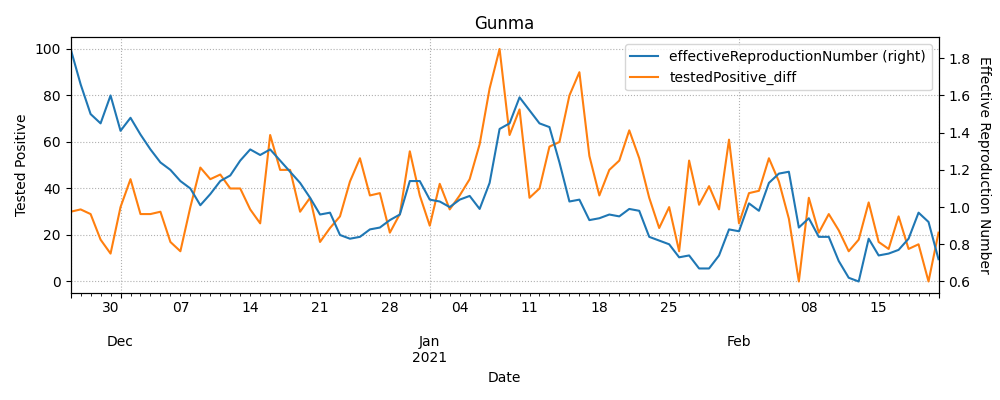 Gunma
effectiveReproductionNumber (right)
testedPositive_diff
Tested Positive
100
80
60
40
20
0
Effective Reproduction Number
1.8
1.6
1.4
1.2
1.0
0.8
0.6
30 07 14 21 28 04 11 18 25 08 15
Dec Jan Feb
2021
Date